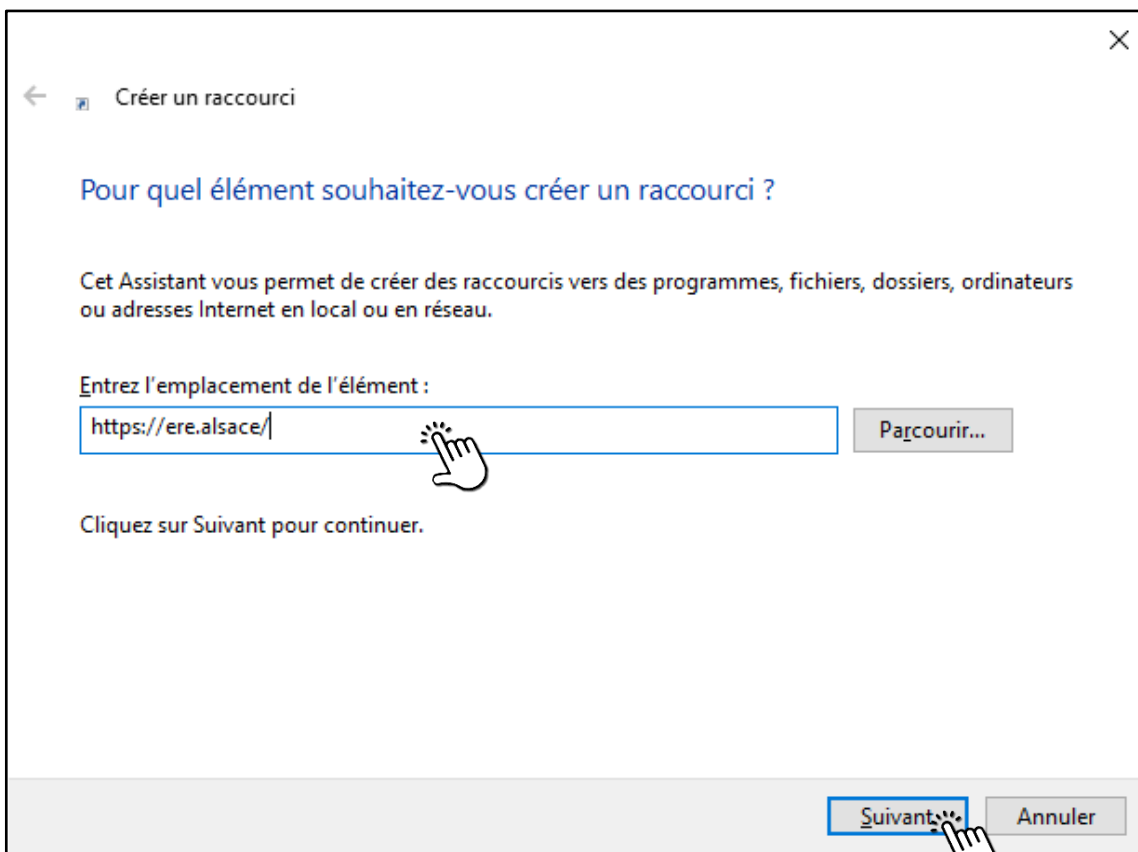 Créer un raccourci
Pour quel élément souhaitez-vous créer un raccourci ?
Cet Assistant vous permet de créer des raccourcis vers des programmes, fichiers, dossiers, ordinateurs
ou adresses Internet en local ou en réseau.
Entrez l'emplacement de l'élément :
https://ere.alsace/
Parcourir...
Cliquez sur Suivant pour continuer.
Suivant
Annuler